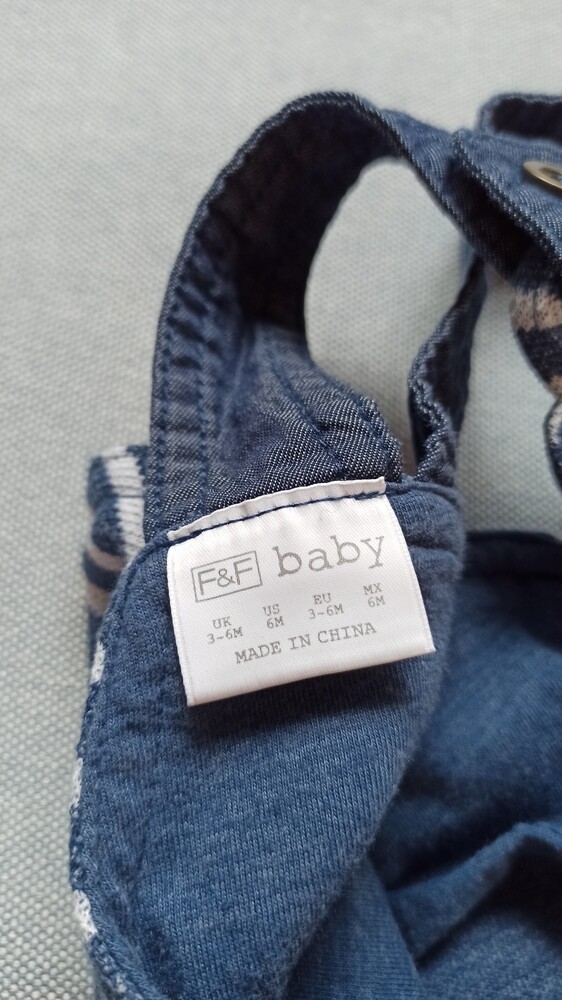 F&F baby
UK US EU MX
3-6M 6M 3-6M 6M
MADE IN CHINA